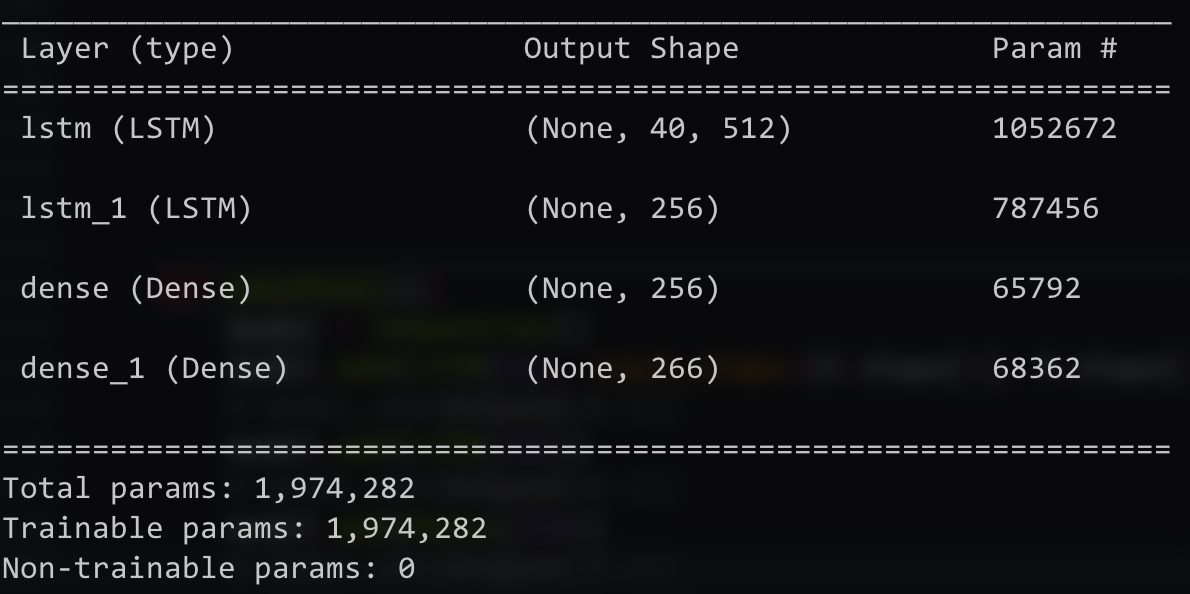 Layer (type) Output Shape Param #
lstm (LSTM) (None, 40, 512) 1052672
lstm_1 (LSTM) (None, 256) 787456
dense (Dense) (None, 256) 65792
dense_1 (Dense) (None, 266) 68362
Total params: 1,974,282
Trainable params: 1,974,282
Non-trainable params: 0